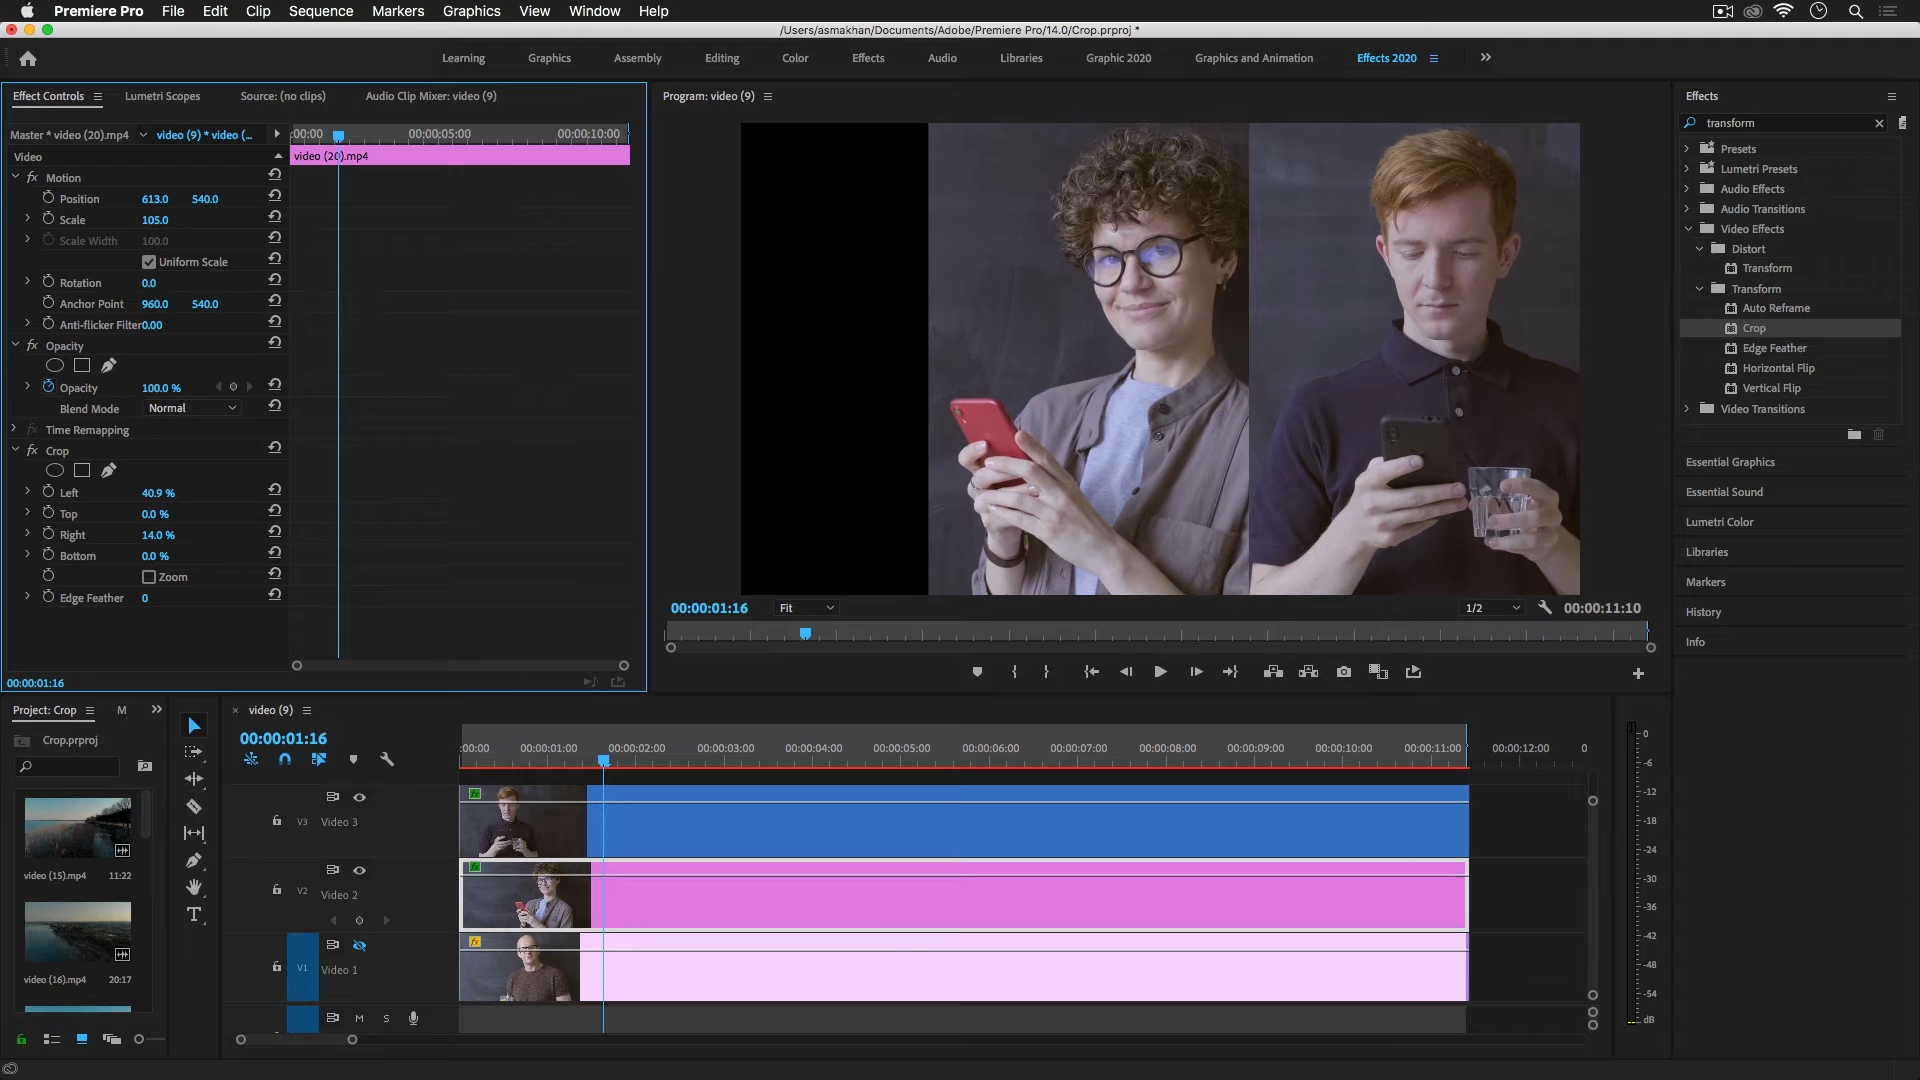 Premiere Pro File Edit Clip Sequence Markers Graphics View Window Help
/Users/asmakhan/Documents/Adobe/Premiere Pro/14.0/Crop.prproj *
Learning Graphics Assembly Editing Color Effects Audio Libraries Graphic 2020 Graphics and Animation Effects 2020
Effect Controls Lumetri Scopes Source: (no clips) Audio Clip Mixer: video (9)
Master * video (20).mp4 video (9) * video (...
:00:00 00:00:05:00 00:00:10:00
Video
video (20).mp4
Motion
Position 613.0 540.0
Scale 105.0
Scale Width 100.0
Uniform Scale
Rotation 0.0
Anchor Point 960.0 540.0
Anti-flicker Filter 0.00
Opacity
Opacity 100.0 %
Blend Mode Normal
Time Remapping
Crop
Left 40.9 %
Top 0.0 %
Right 14.0 %
Bottom 0.0 %
Zoom
Edge Feather 0
00:00:01:16
Program: video (9)
00:00:01:16 Fit 1/2 00:00:11:10
Effects
transform
Presets
Lumetri Presets
Audio Effects
Audio Transitions
Video Effects
Distort
Transform
Transform
Auto Reframe
Crop
Edge Feather
Horizontal Flip
Vertical Flip
Video Transitions
Essential Graphics
Essential Sound
Lumetri Color
Libraries
Markers
History
Info
Project: Crop M
Crop.prproj
video (15).mp4 11:22
video (16).mp4 20:17
T
video (9)
00:00:01:16
:00:00 00:00:01:00 00:00:02:00 00:00:03:00 00:00:04:00 00:00:05:00 00:00:06:00 00:00:07:00 00:00:08:00 00:00:09:00 00:00:10:00 00:00:11:00 00:00:12:00 0
V3 Video 3
fx
V2 Video 2
fx
V1 Video 1
fx
M S
0
-6
-12
-18
-24
-30
-36
-42
-48
-54
dB